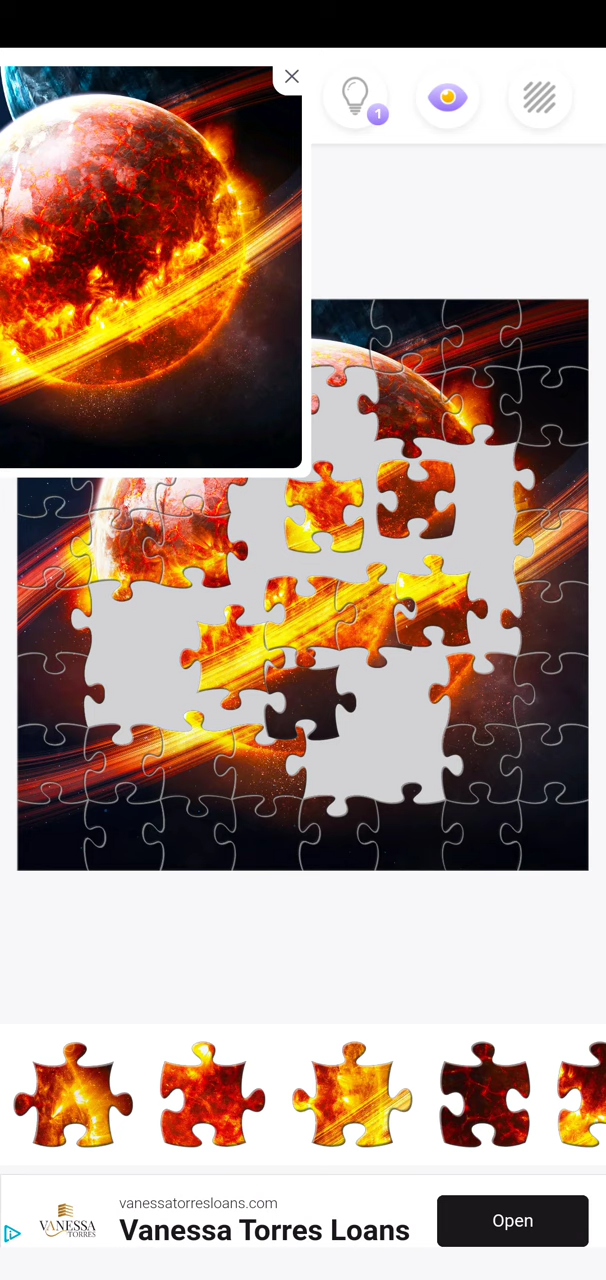 1
vanessatorresloans.com
VANESSA
TORRES
Vanessa Torres Loans
Open